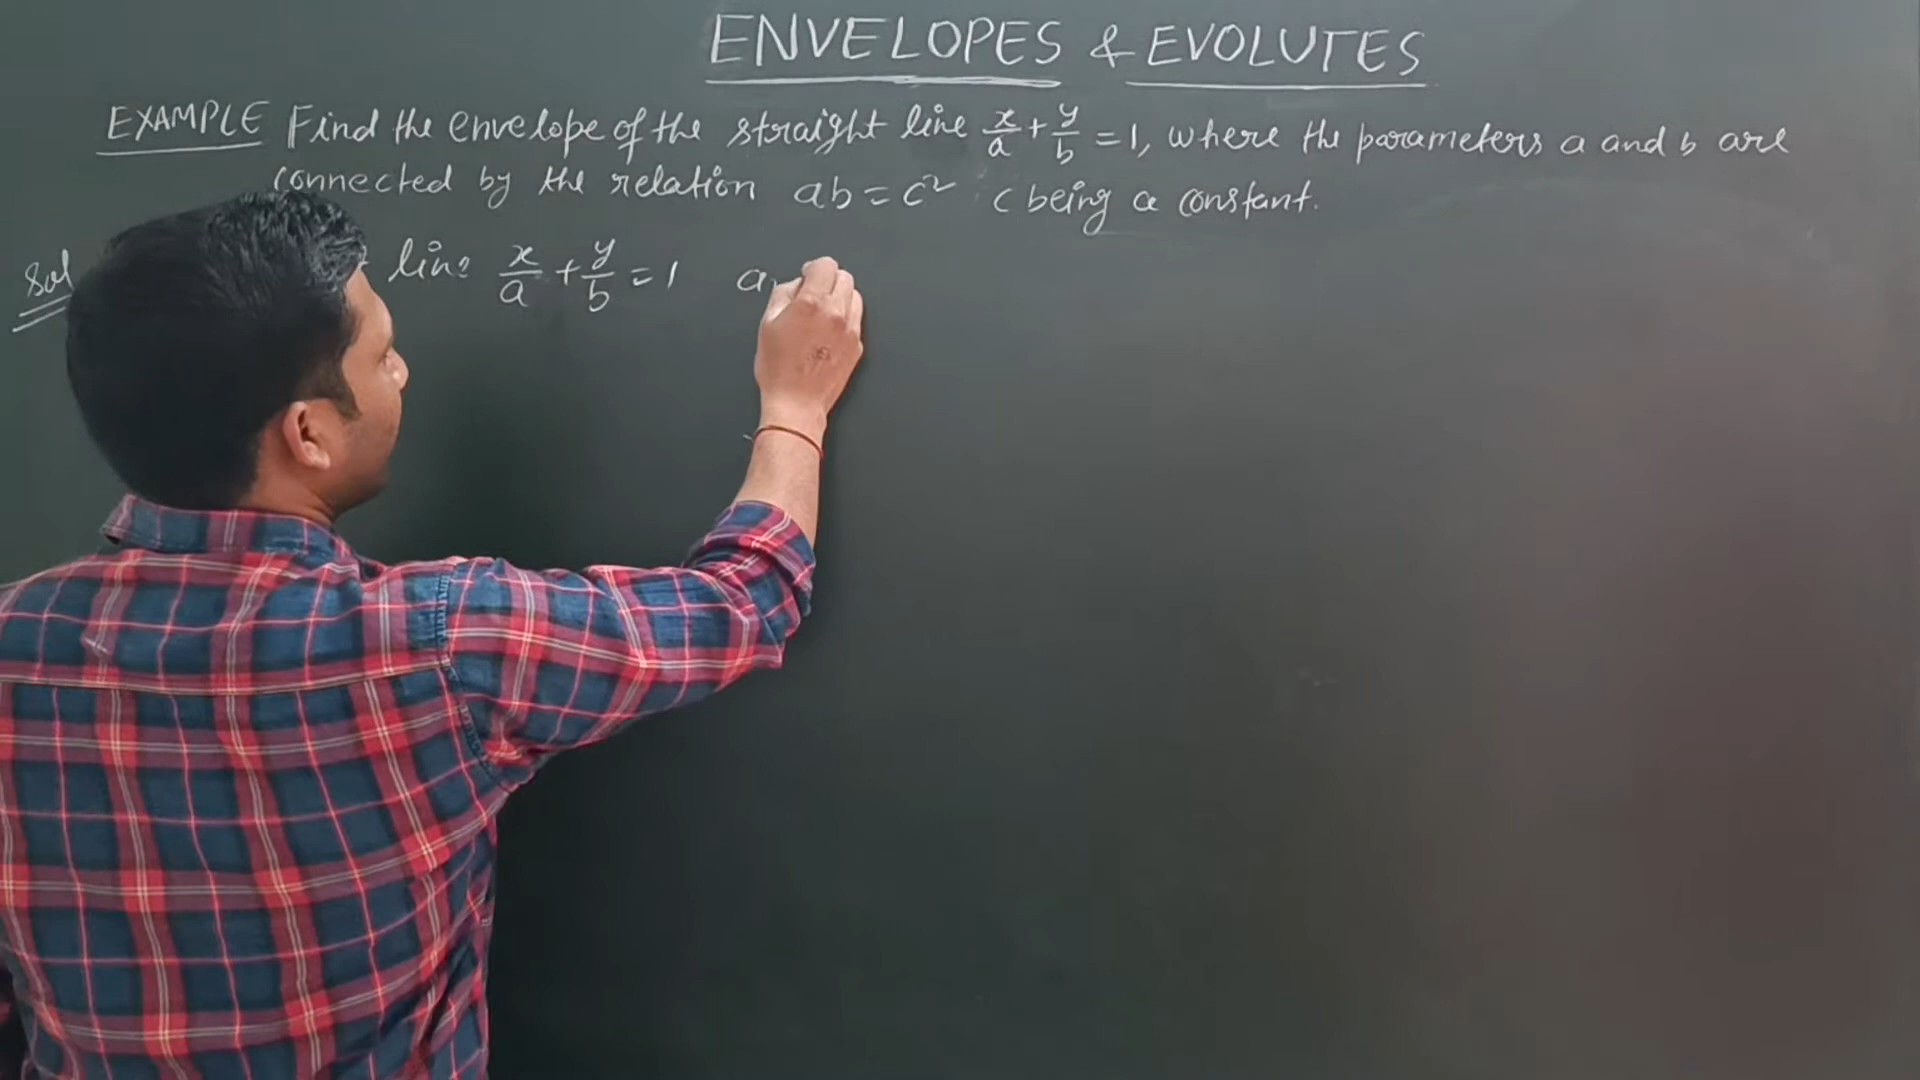 ENVELOPES & EVOLUTES
EXAMPLE Find the envelope of the straight line x/a + y/b = 1, where the parameters a and b are
connected by the relation ab = c² c being a constant.
Sol line x/a + y/b = 1